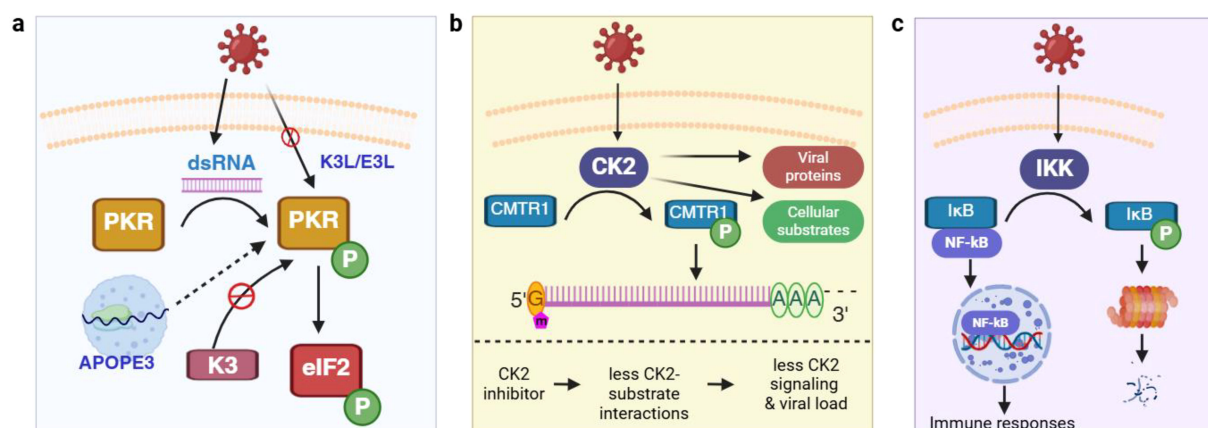 a
dsRNA
K3L/E3L
PKR
PKR
P
APOPE3
K3
eIF2
P
b
CK2
Viral
proteins
CMTR1
CMTR1
P
Cellular
substrates
5'
G
m
AAA
3'
CK2
inhibitor
less CK2-
substrate
interactions
less CK2
signaling
& viral load
c
IKK
IκB
NF-kB
IκB
P
NF-kB
Immune responses